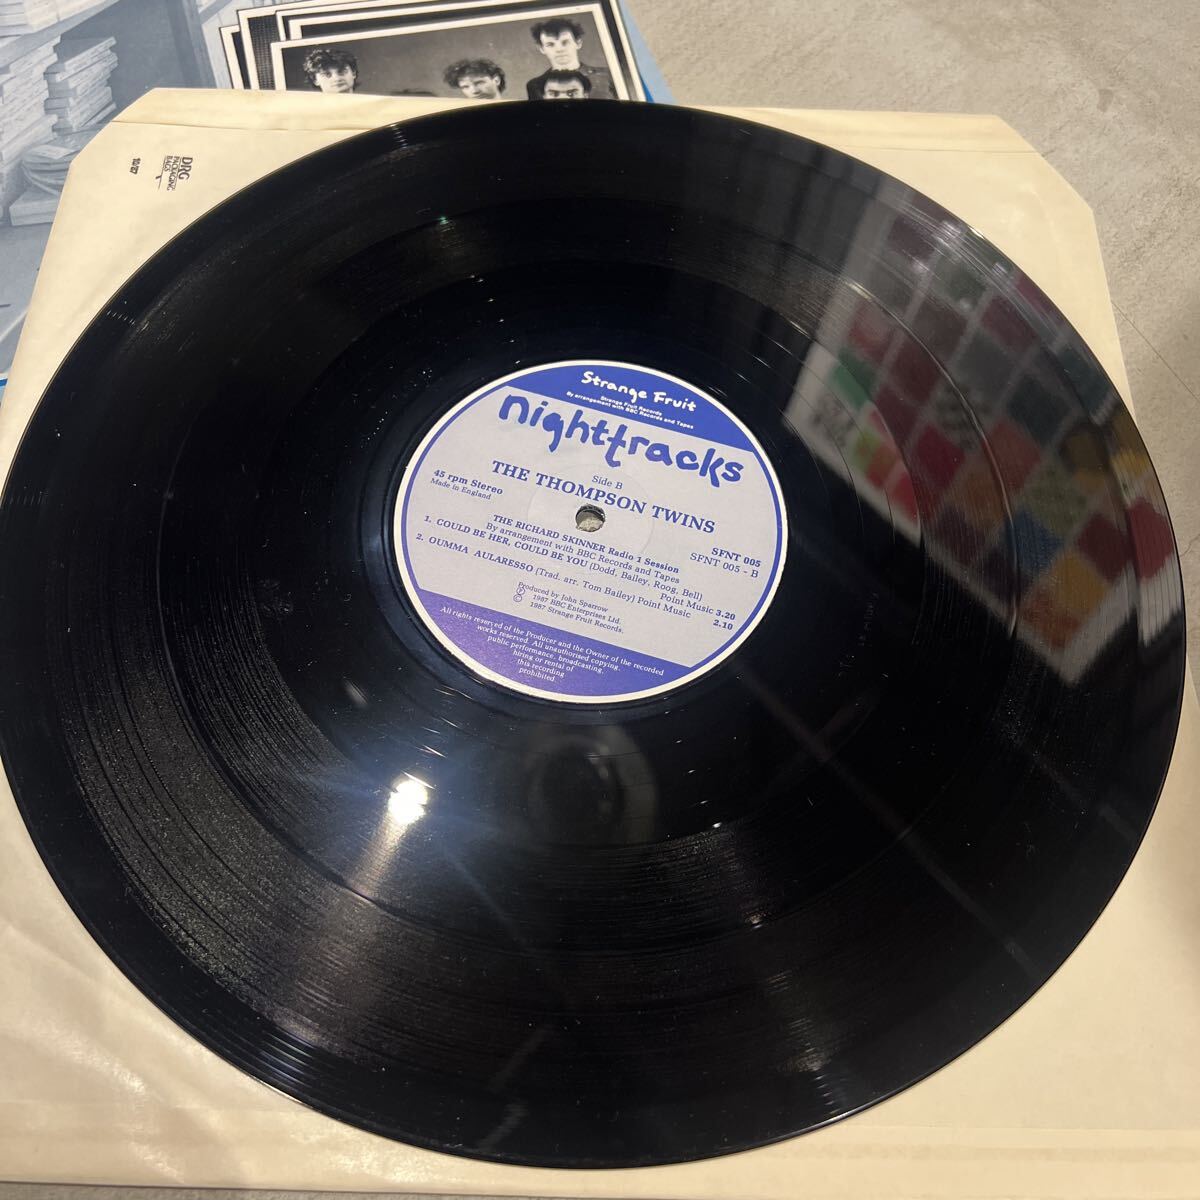 DRG
PACKAGING
BAGS
10/87
Strange Fruit
Strange Fruit Records
By arrangement with BBC Records and Tapes
nighttracks
Side B
THE THOMPSON TWINS
45 rpm Stereo
Made in England
SFNT 005
SFNT 005 - B
THE RICHARD SKINNER Radio 1 Session
By arrangement with BBC Records and Tapes
1. COULD BE HER, COULD BE YOU (Dodd, Bailey, Roog, Bell)
Point Music 3.20
2. OUMMA AULARESSO (Trad. arr. Tom Bailey) Point Music 2.10
Produced by John Sparrow
Ⓟ 1987 BBC Enterprises Ltd.
© 1987 Strange Fruit Records.
All rights reserved of the Producer and the Owner of the recorded
works reserved. All unauthorised copying,
public performance, broadcasting,
hiring or rental of
this recording
prohibited